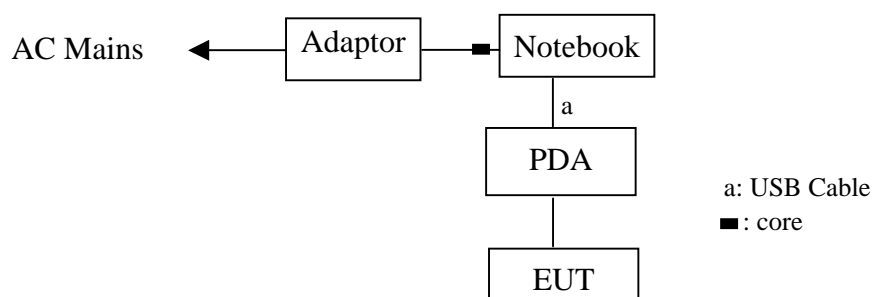 AC Mains
Adaptor
Notebook
a
PDA
a: USB Cable
: core
EUT